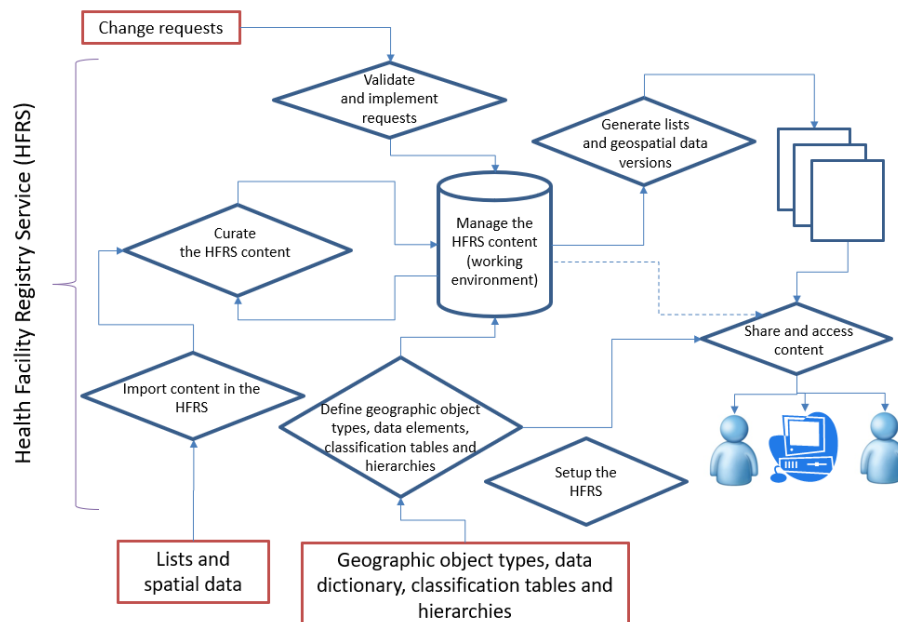 Change requests
Health Facility Registry Service (HFRS)
Validate
and implement
requests
Generate lists
and geospatial data
versions
Curate
the HFRS content
Manage the
HFRS content
(working
environment)
Share and access
content
Import content in the
HFRS
Define geographic object
types, data elements,
classification tables and
hierarchies
Setup the
HFRS
Lists and
spatial data
Geographic object types, data
dictionary, classification tables and
hierarchies